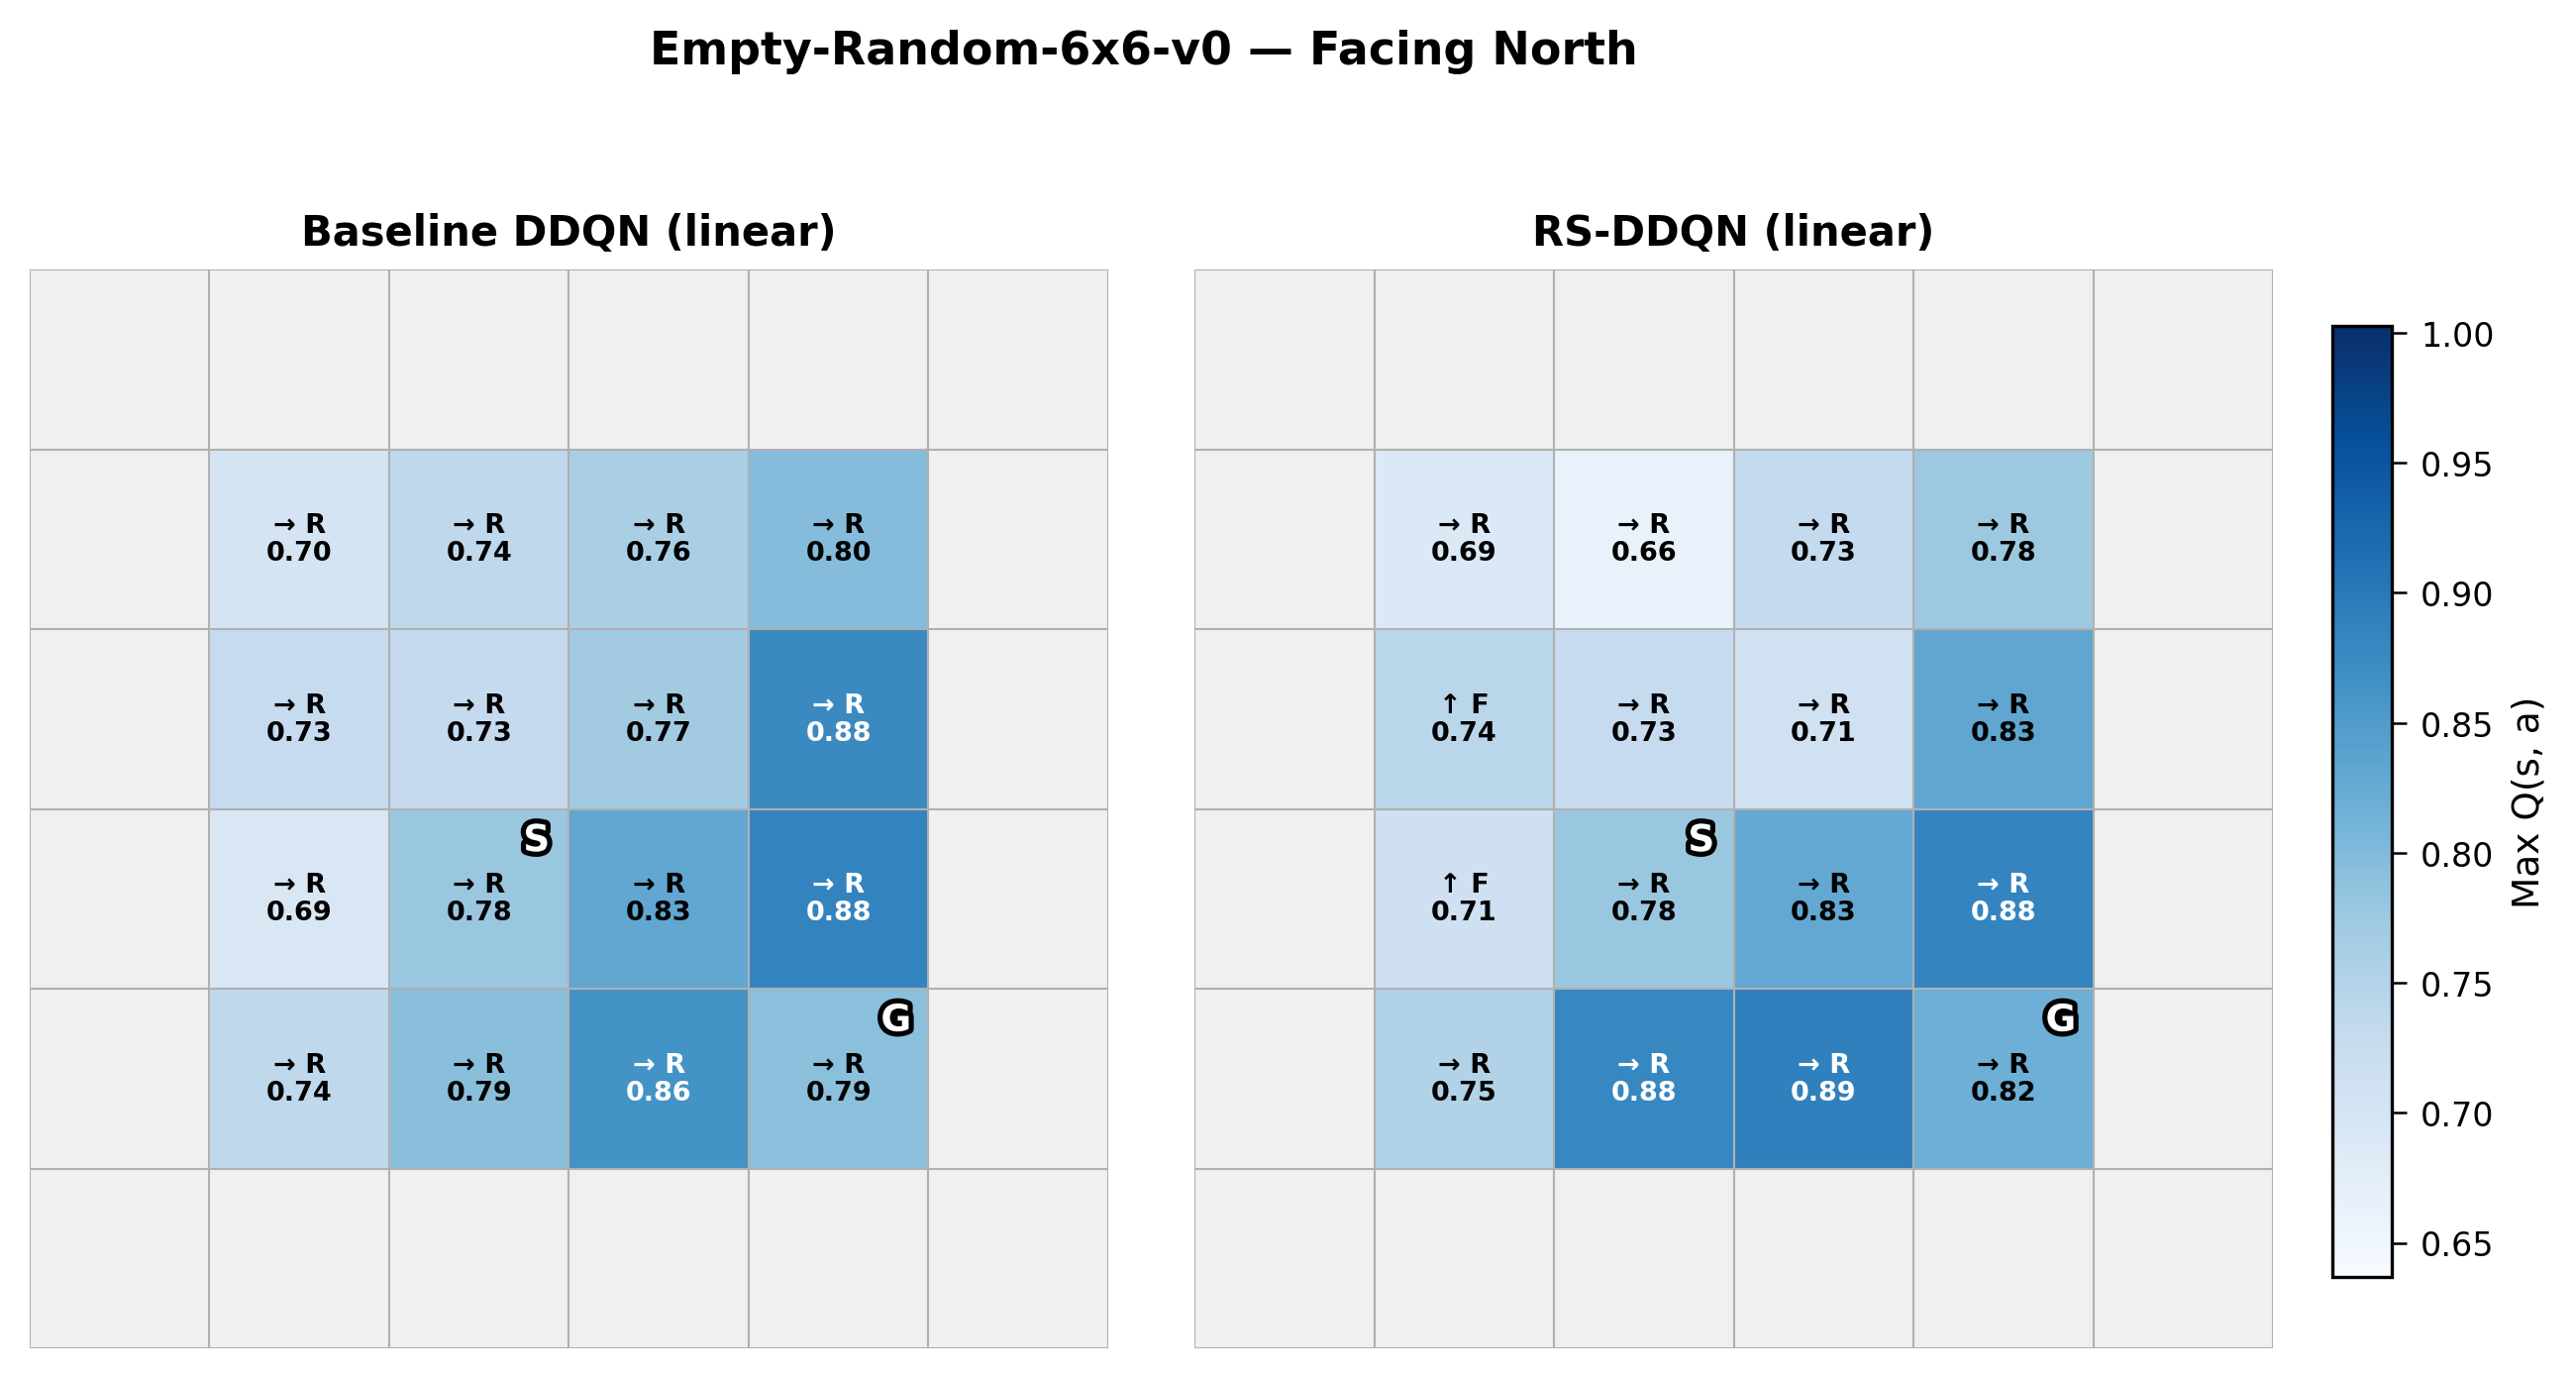 Empty-Random-6x6-v0 — Facing North
Baseline DDQN (linear)
→ R
0.70
→ R
0.74
→ R
0.76
→ R
0.80
→ R
0.73
→ R
0.73
→ R
0.77
→ R
0.88
→ R
0.69
S
→ R
0.78
→ R
0.83
→ R
0.88
→ R
0.74
→ R
0.79
→ R
0.86
G
→ R
0.79
RS-DDQN (linear)
→ R
0.69
→ R
0.66
→ R
0.73
→ R
0.78
↑ F
0.74
→ R
0.73
→ R
0.71
→ R
0.83
↑ F
0.71
S
→ R
0.78
→ R
0.83
→ R
0.88
→ R
0.75
→ R
0.88
→ R
0.89
G
→ R
0.82
1.00
0.95
0.90
0.85
0.80
0.75
0.70
0.65
Max Q(s, a)